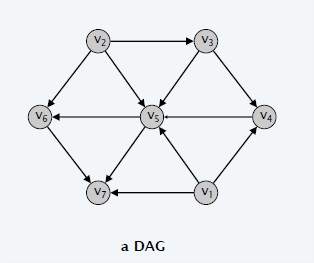 v₂ v₃
v₆ v₅ v₄
v₇ v₁
a DAG